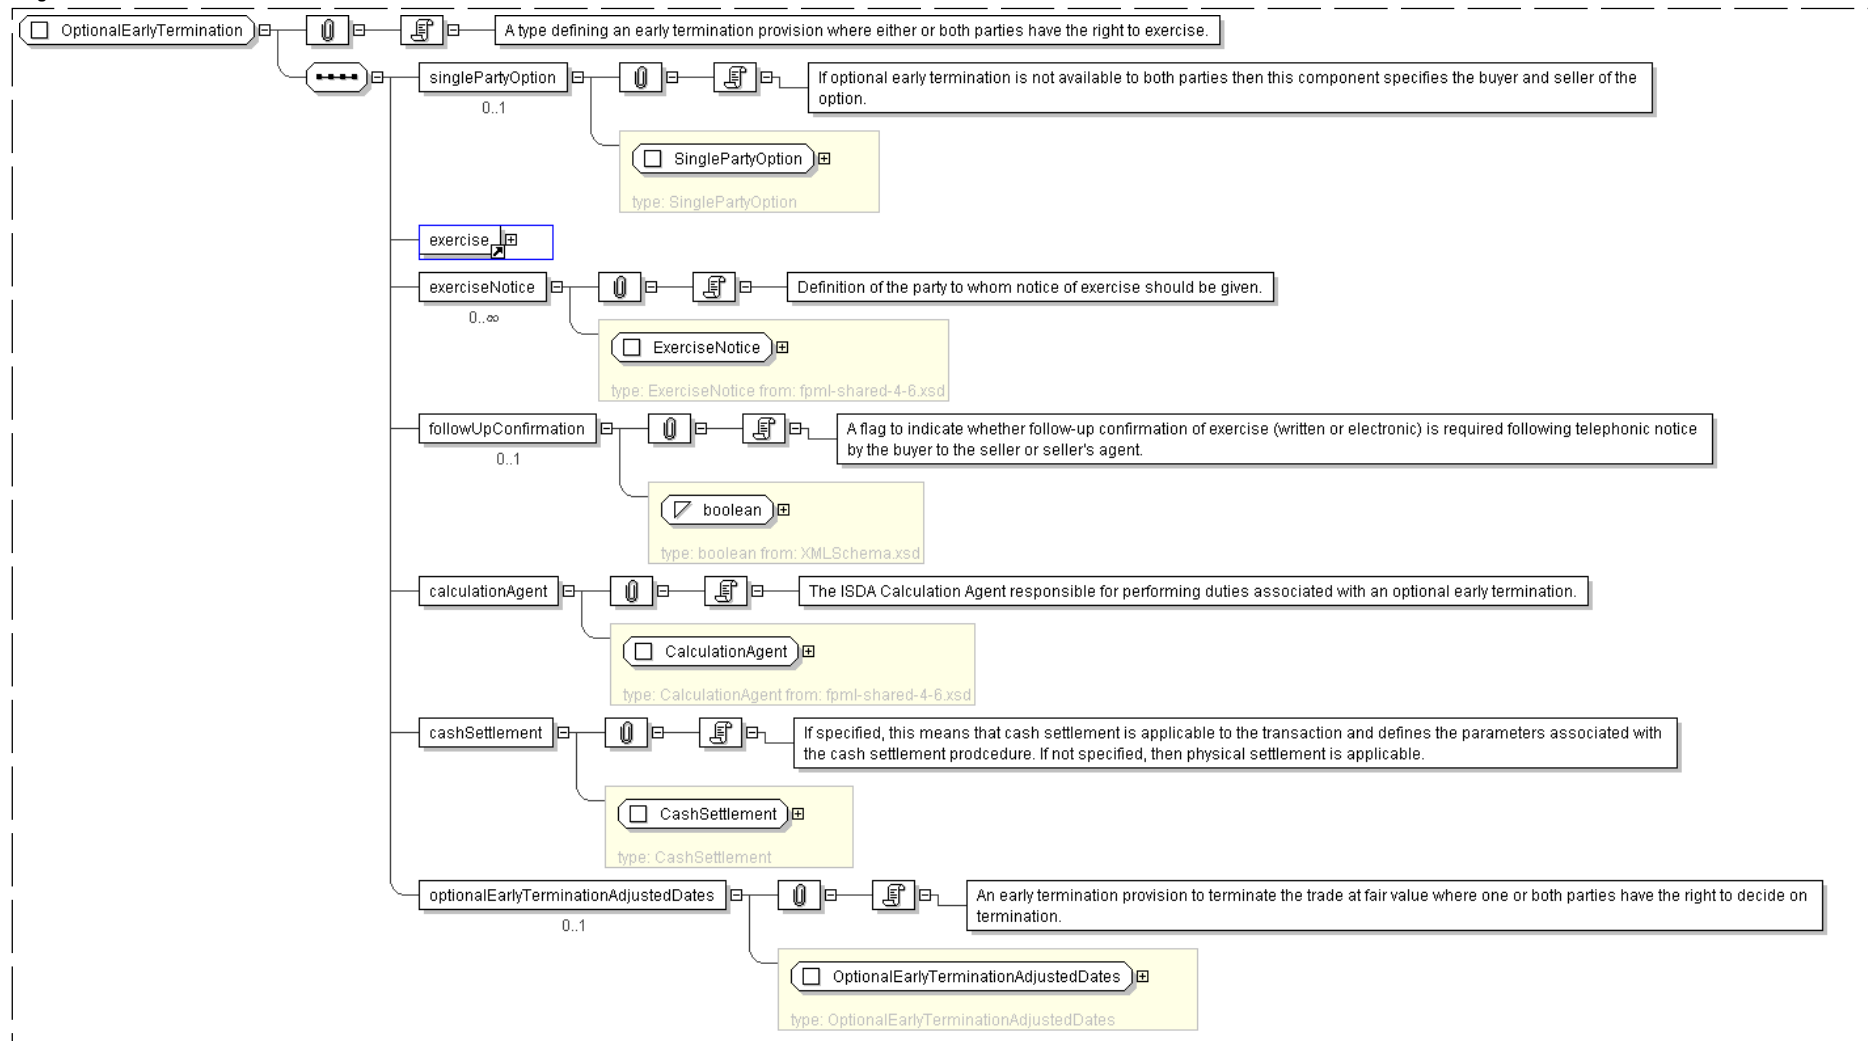 OptionalEarlyTermination
A type defining an early termination provision where either or both parties have the right to exercise.
singlePartyOption
0..1
If optional early termination is not available to both parties then this component specifies the buyer and seller of the
option.
SinglePartyOption
type: SinglePartyOption
exercise
exerciseNotice
0..∞
Definition of the party to whom notice of exercise should be given.
ExerciseNotice
type: ExerciseNotice from: fpml-shared-4-6.xsd
followUpConfirmation
0..1
A flag to indicate whether follow-up confirmation of exercise (written or electronic) is required following telephonic notice
by the buyer to the seller or seller's agent.
boolean
type: boolean from: XMLSchema.xsd
calculationAgent
The ISDA Calculation Agent responsible for performing duties associated with an optional early termination.
CalculationAgent
type: CalculationAgent from: fpml-shared-4-6.xsd
cashSettlement
If specified, this means that cash settlement is applicable to the transaction and defines the parameters associated with
the cash settlement prodcedure. If not specified, then physical settlement is applicable.
CashSettlement
type: CashSettlement
optionalEarlyTerminationAdjustedDates
0..1
An early termination provision to terminate the trade at fair value where one or both parties have the right to decide on
termination.
OptionalEarlyTerminationAdjustedDates
type: OptionalEarlyTerminationAdjustedDates